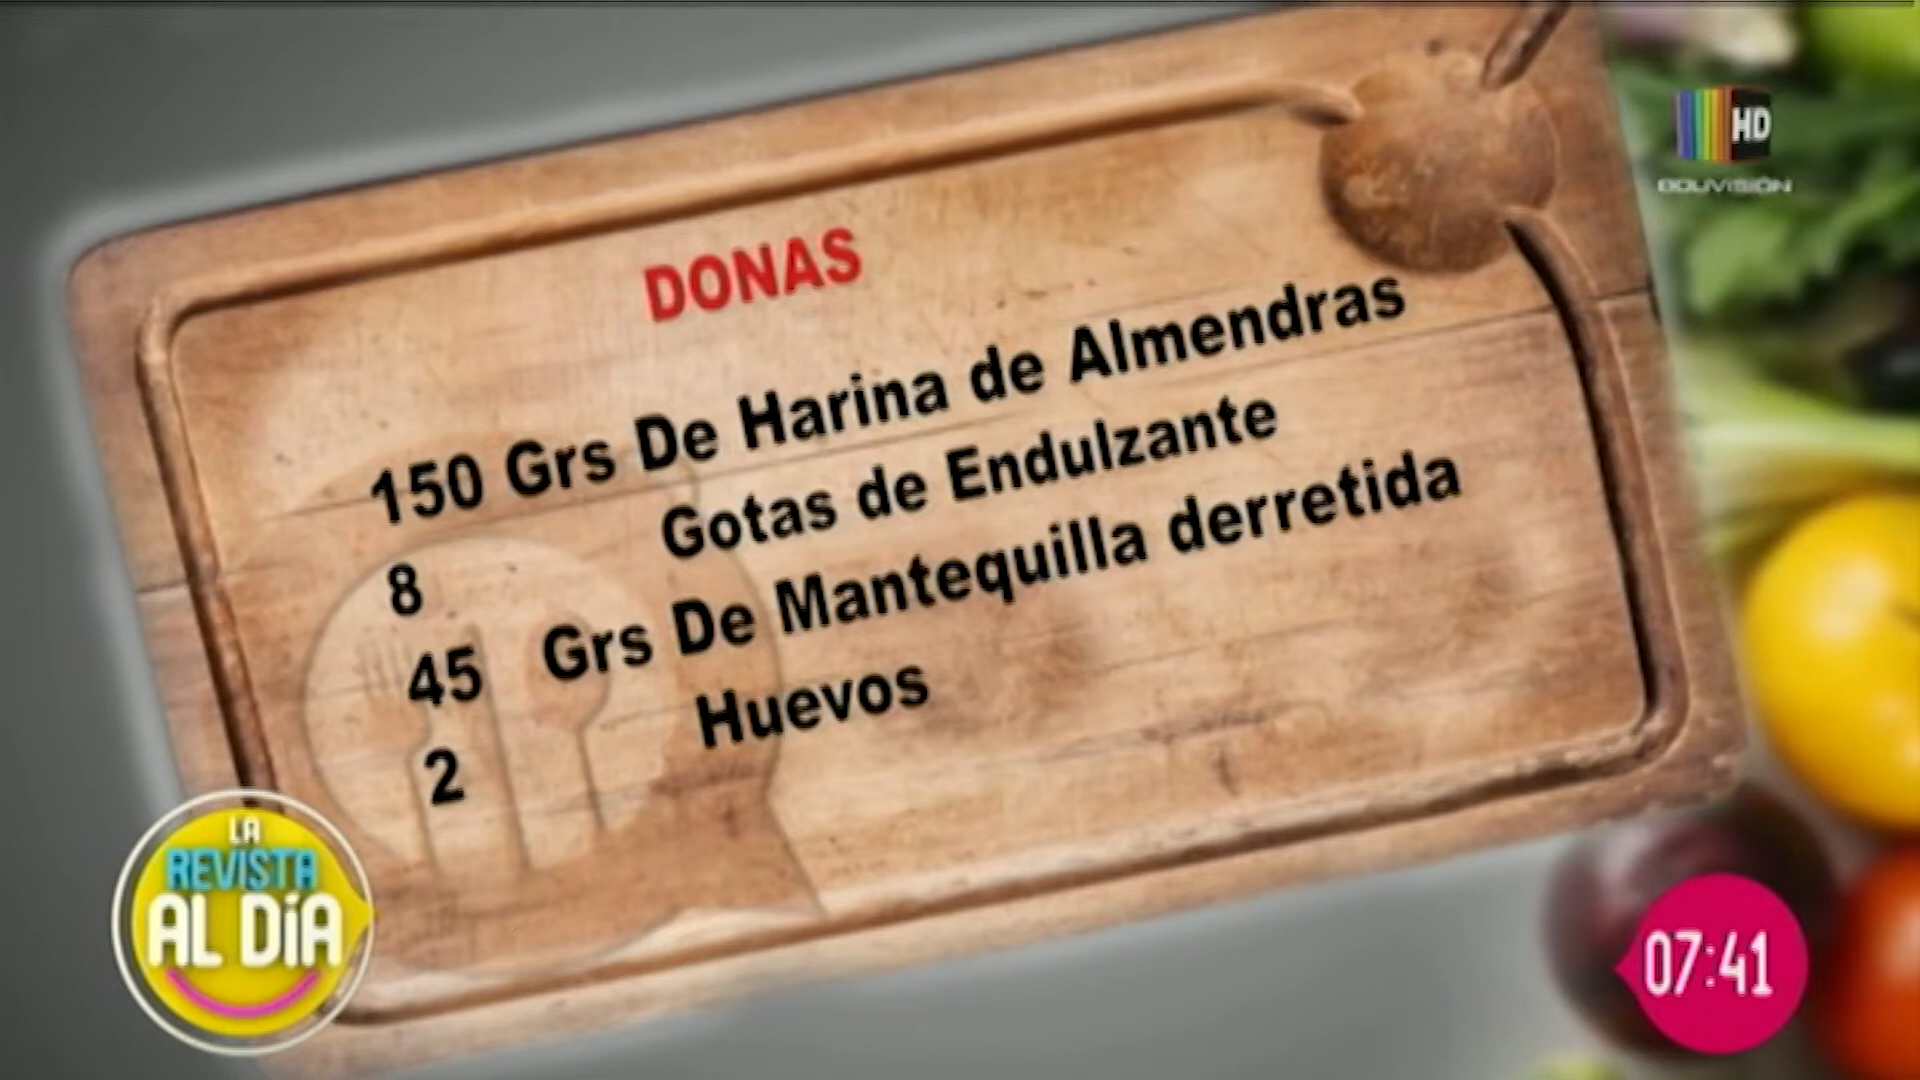 HD
BOLIVISIÓN
DONAS
150 Grs De Harina de Almendras
8 Gotas de Endulzante
45 Grs De Mantequilla derretida
2 Huevos
LA
REVISTA
AL DÍA
07:41